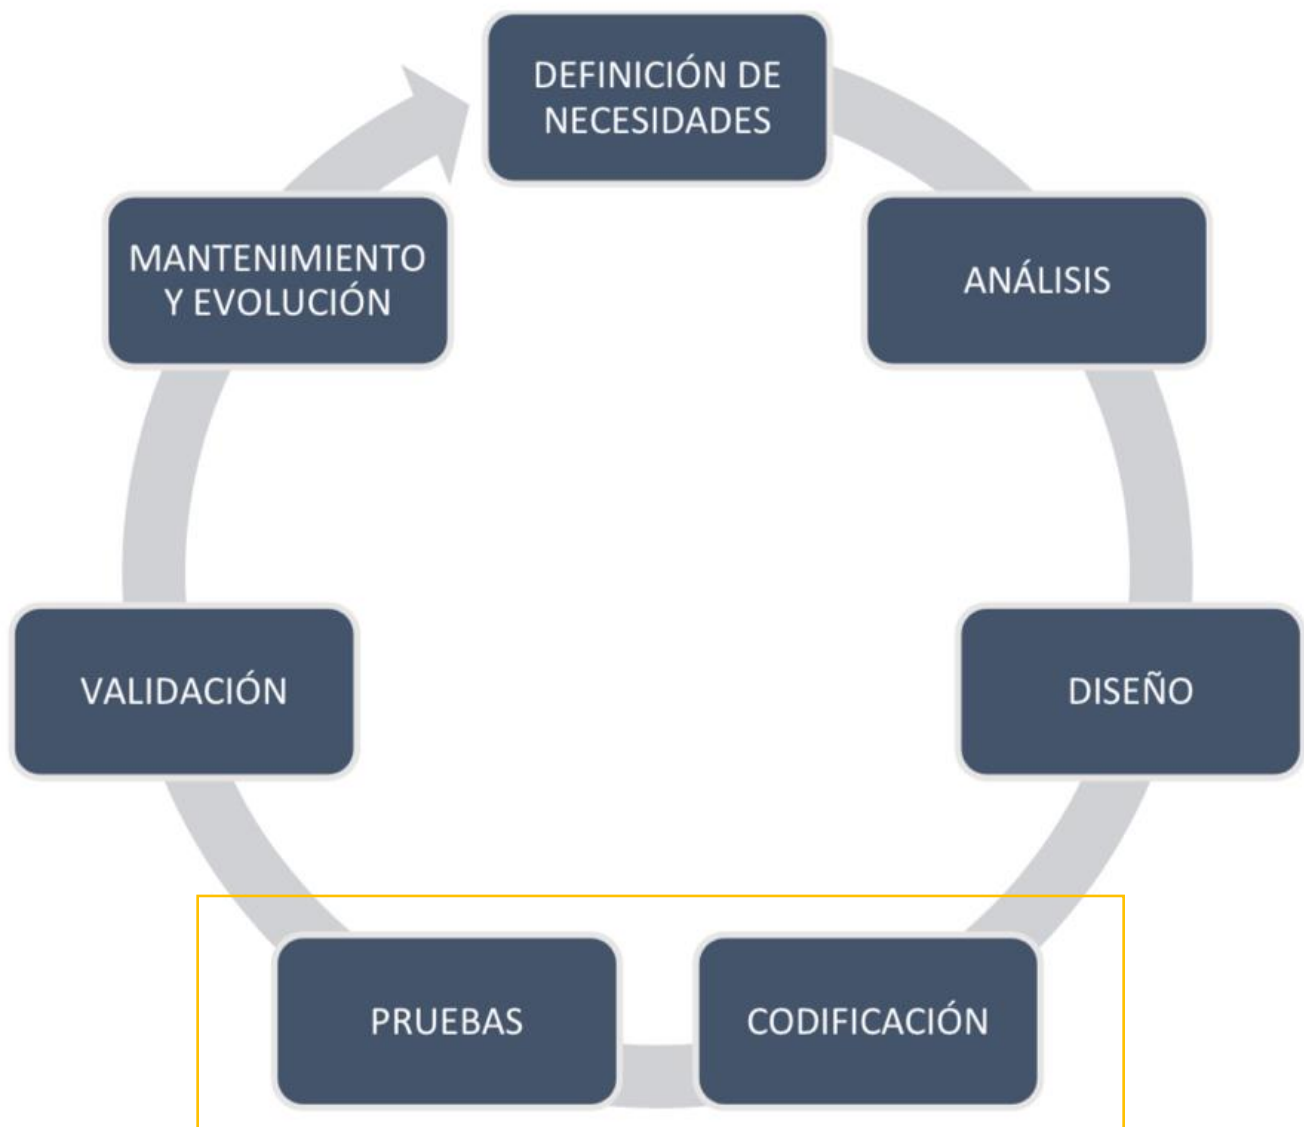 DEFINICIÓN DE
NECESIDADES
ANÁLISIS
DISEÑO
CODIFICACIÓN
PRUEBAS
VALIDACIÓN
MANTENIMIENTO
Y EVOLUCIÓN